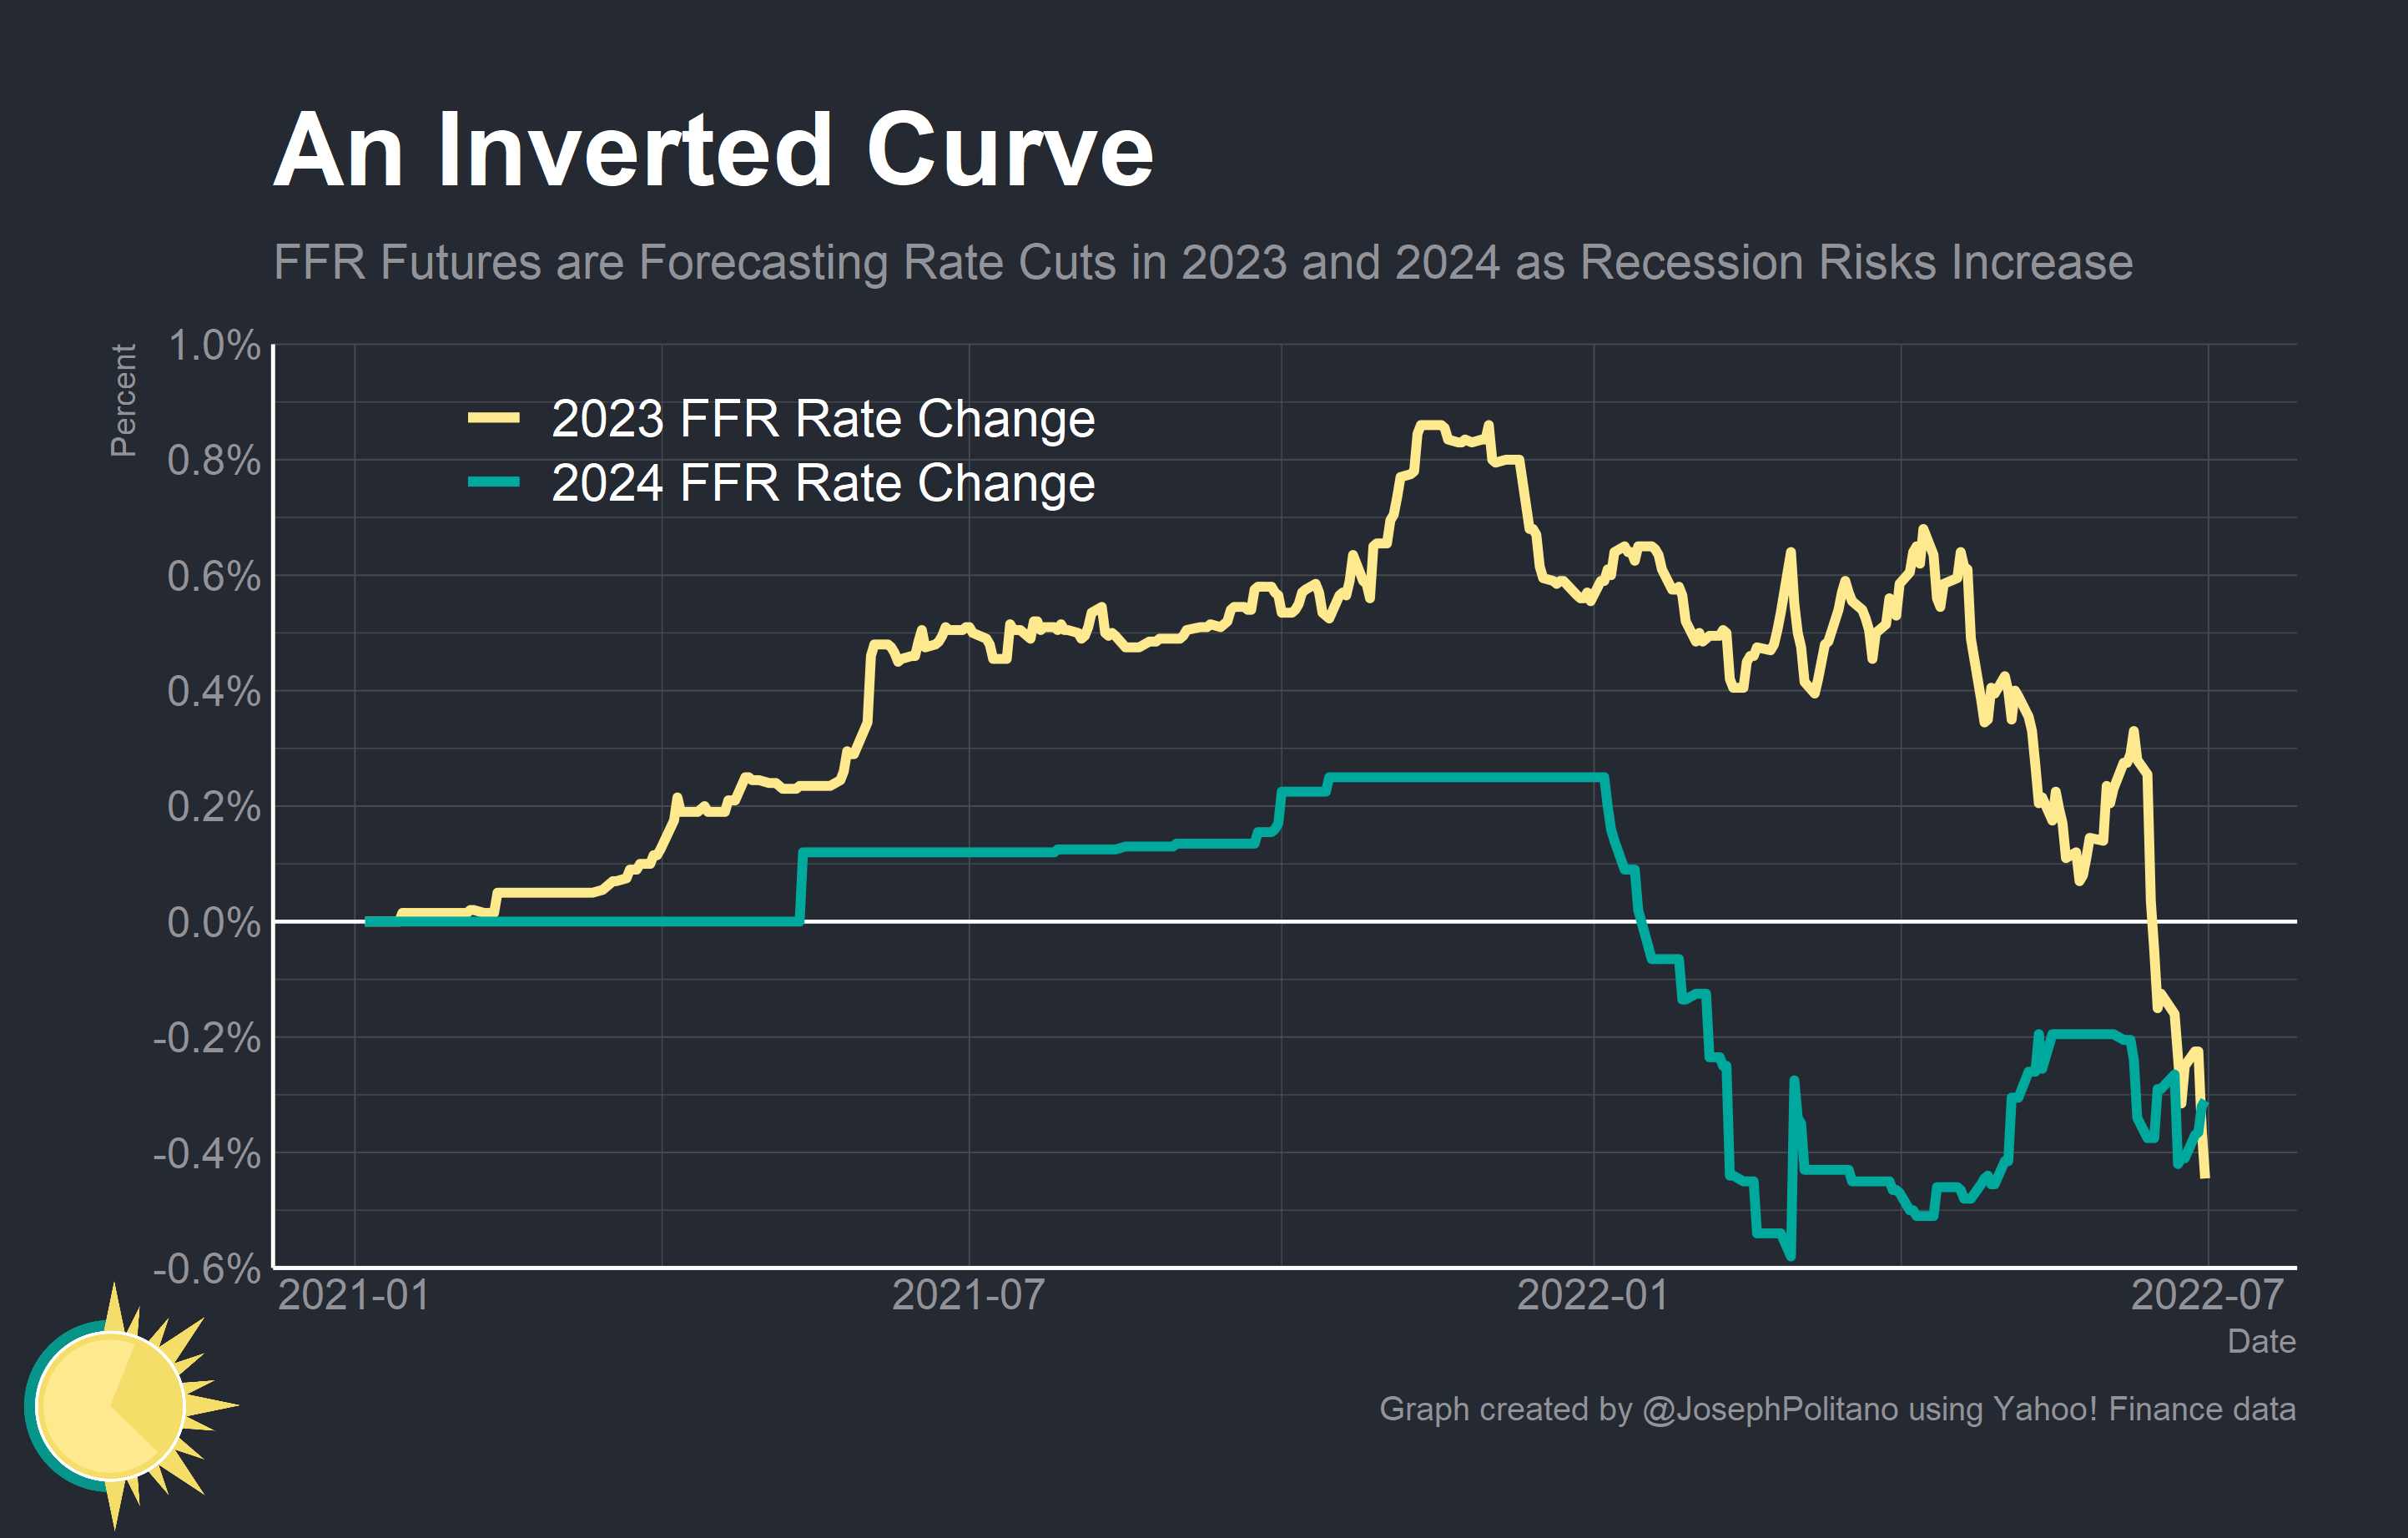 An Inverted Curve
FFR Futures are Forecasting Rate Cuts in 2023 and 2024 as Recession Risks Increase
Percent
1.0%
0.8%
0.6%
0.4%
0.2%
0.0%
-0.2%
-0.4%
-0.6%
2023 FFR Rate Change
2024 FFR Rate Change
2021-01
2021-07
2022-01
2022-07
Date
Graph created by @JosephPolitano using Yahoo! Finance data